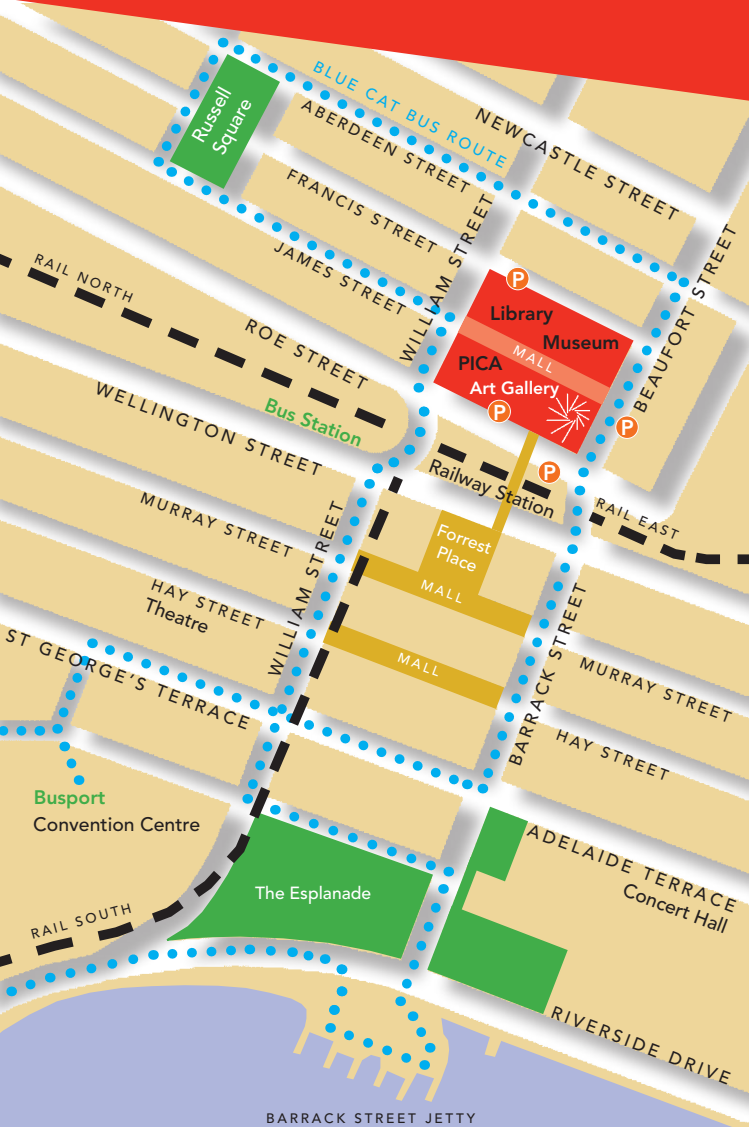 BLUE CAT BUS ROUTE
NEWCASTLE STREET
Russell
Square
ABERDEEN STREET
FRANCIS STREET
JAMES STREET
WILLIAM STREET
BEAUFORT STREET
RAIL NORTH
P
Library
Museum
MALL
PICA
Art Gallery
P
P
P
ROE STREET
Bus Station
WELLINGTON STREET
Railway Station
RAIL EAST
MURRAY STREET
Forrest
Place
MALL
HAY STREET
Theatre
WILLIAM STREET
MALL
BARRACK STREET
MURRAY STREET
ST GEORGE'S TERRACE
HAY STREET
Busport
Convention Centre
ADELAIDE TERRACE
Concert Hall
The Esplanade
RAIL SOUTH
RIVERSIDE DRIVE
BARRACK STREET JETTY